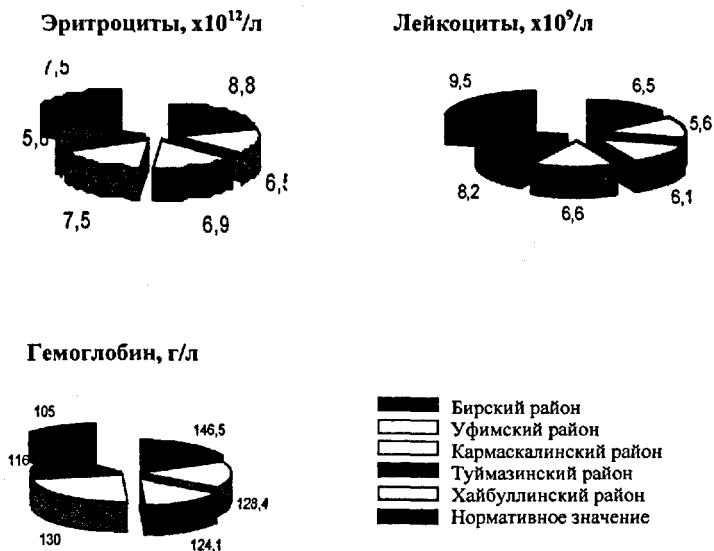 Эритроциты, х10¹²/л
7,5
8,8
6,9
7,5
Лейкоциты, х10⁹/л
9,5
6,5
5,6
6,1
6,6
8,2
Гемоглобин, г/л
105
146,5
128,4
124,1
130
116
Бирский район
Уфимский район
Кармаскалинский район
Туймазинский район
Хайбуллинский район
Нормативное значение